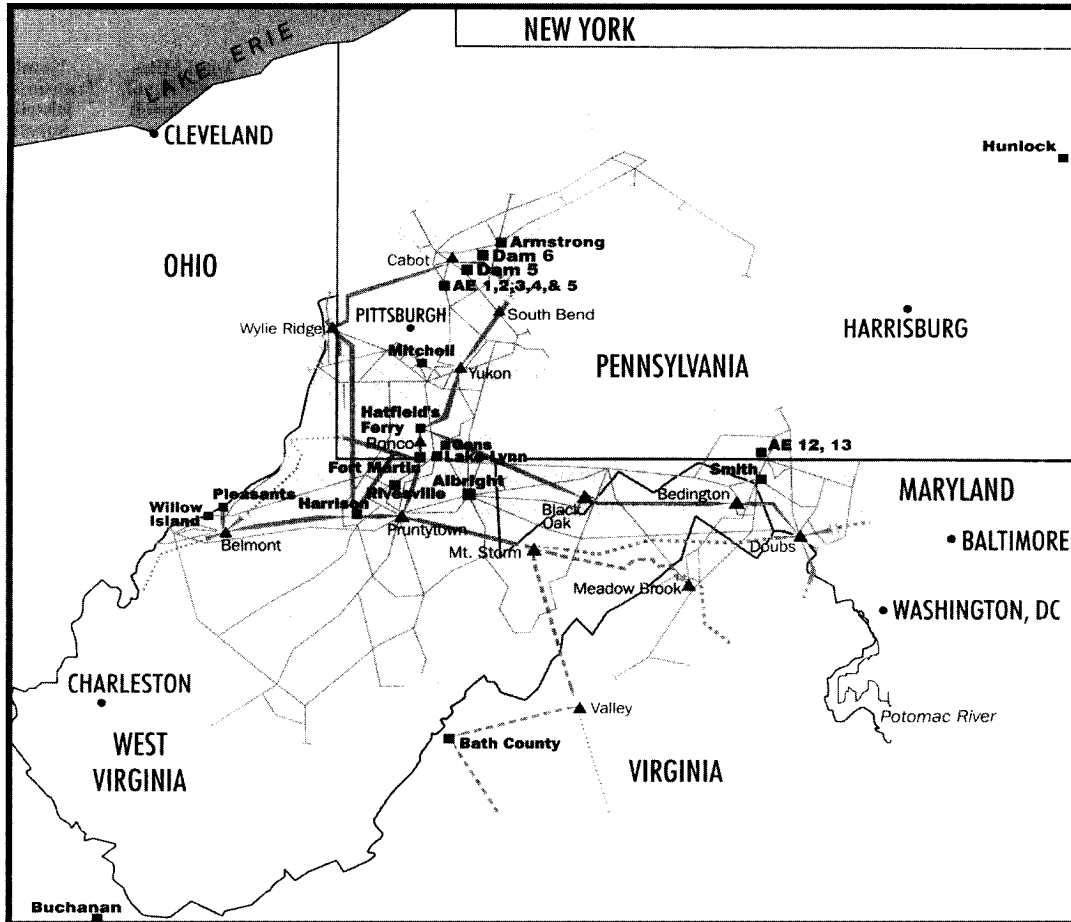 NEW YORK
LAKE ERIE
CLEVELAND
Hunlock
OHIO
Armstrong
Cabot
Dam 6
Dam 5
AE 1,2,3,4,& 5
South Bend
Wylie Ridge
PITTSBURGH
HARRISBURG
Mitchell
Yukon
PENNSYLVANIA
Hatfield's
Ferry
Ronco
Gans
Lake Lynn
AE 12, 13
Fort Martin
Smith
Albright
Rivesville
Bedington
MARYLAND
Pleasants
Willow
Island
Harrison
Black
Oak
Pruntytown
Belmont
Mt. Storm
Doubs
BALTIMORE
Meadow Brook
WASHINGTON, DC
CHARLESTON
Valley
Potomac River
WEST
VIRGINIA
Bath County
VIRGINIA
Buchanan